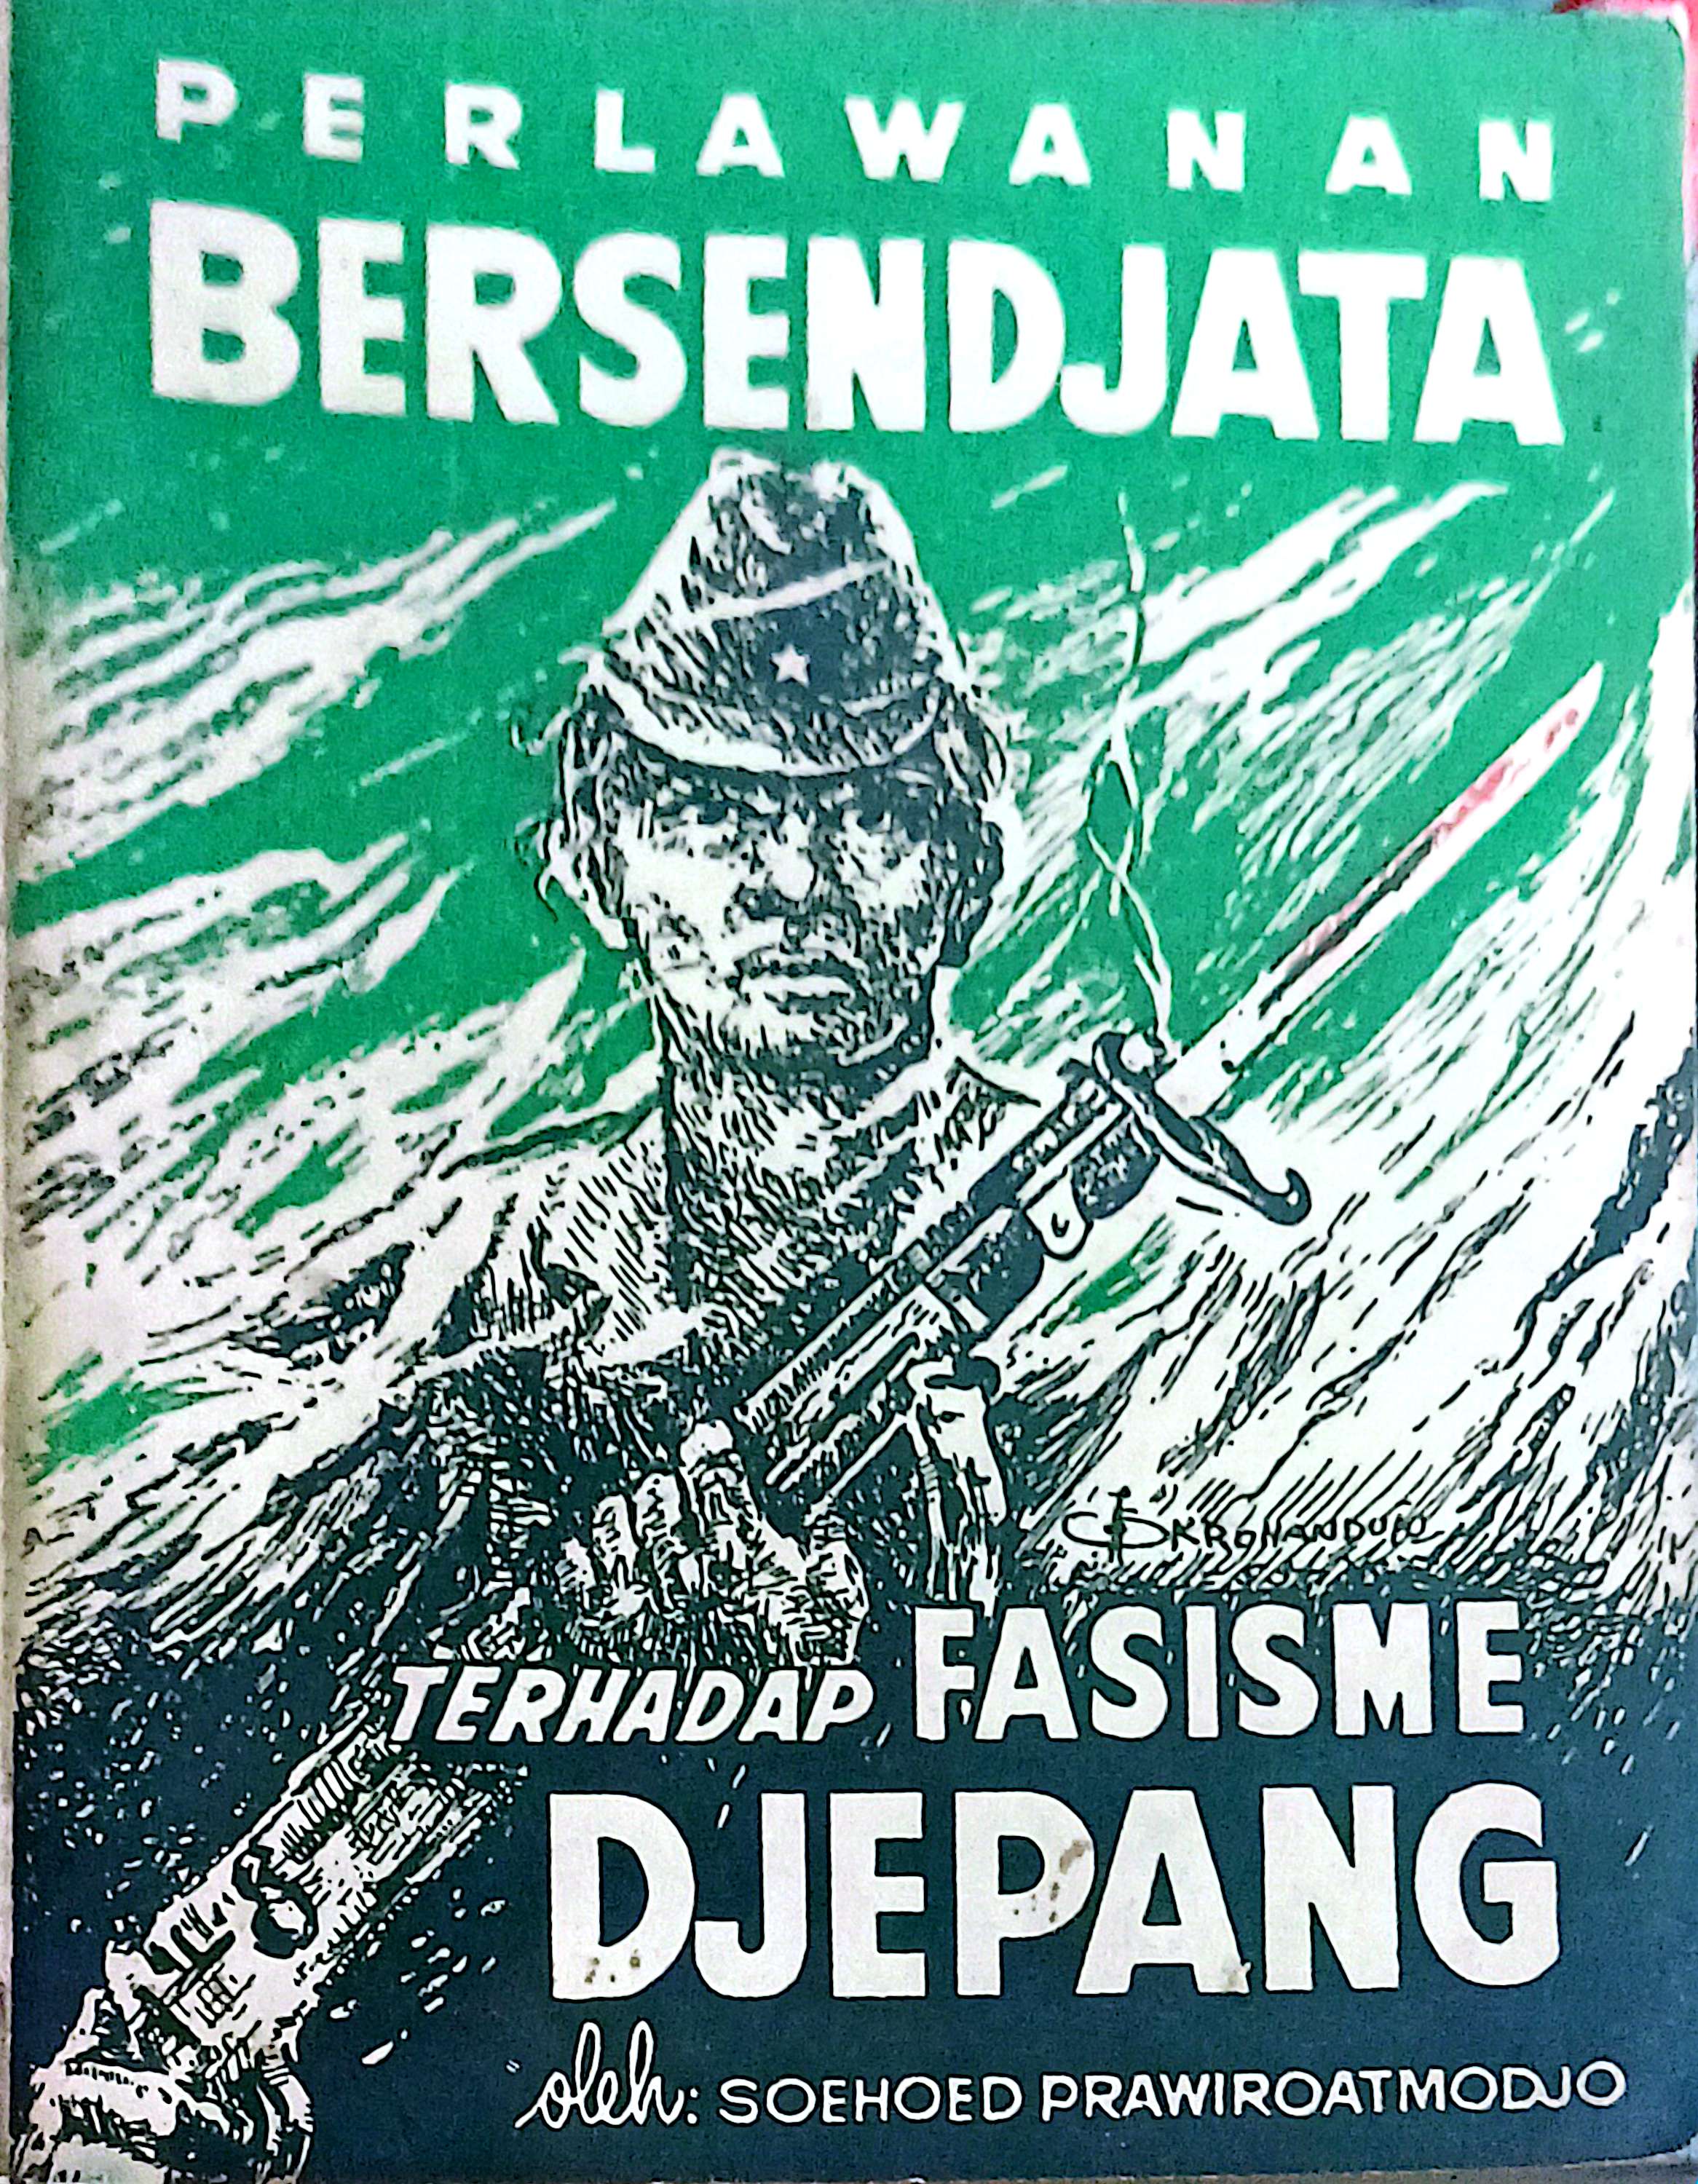 PERLAWANAN
BERSENDJATA
TERHADAP FASISME
DJEPANG
oleh: SOEHOED PRAWIROATMODJO